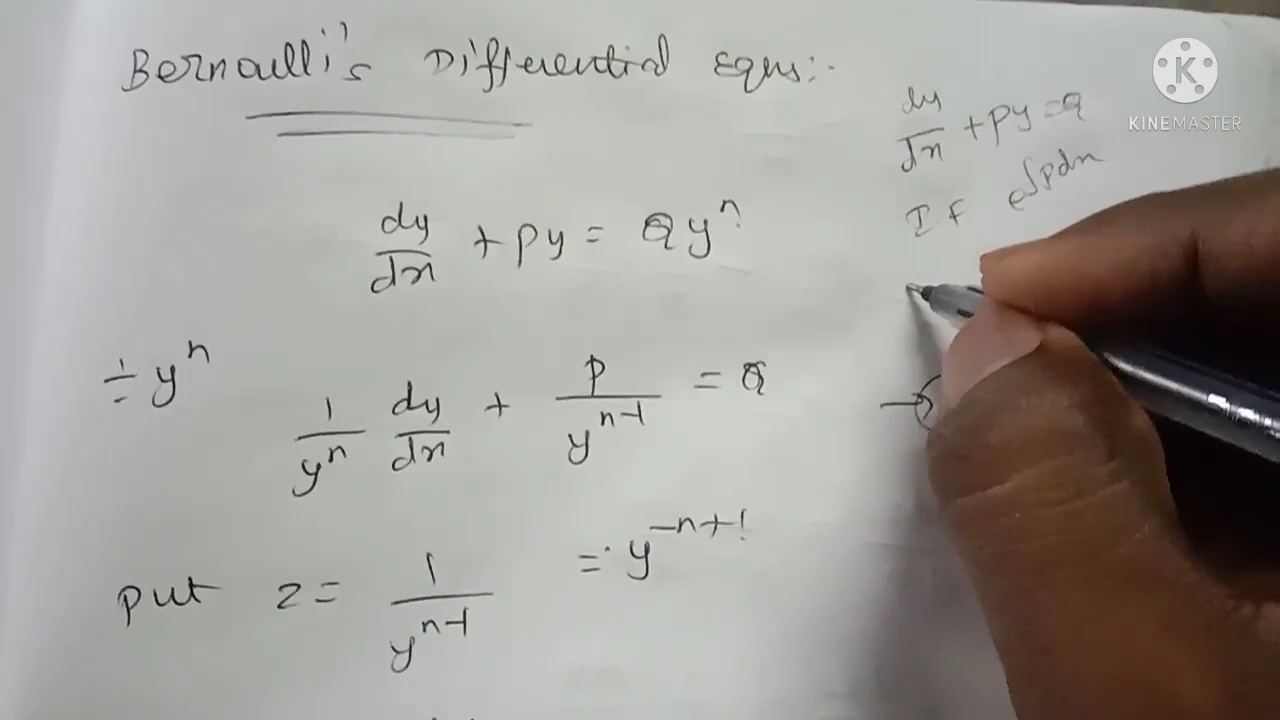 Bernoulli's Differential Eqns:-
dy/dx + py = Qy^n
÷ y^n
1/y^n dy/dx + p/y^(n-1) = Q
put z = 1/y^(n-1) = y^(-n+1)
dy/dx + py = Q
IF e^∫pdx
KINEMASTER